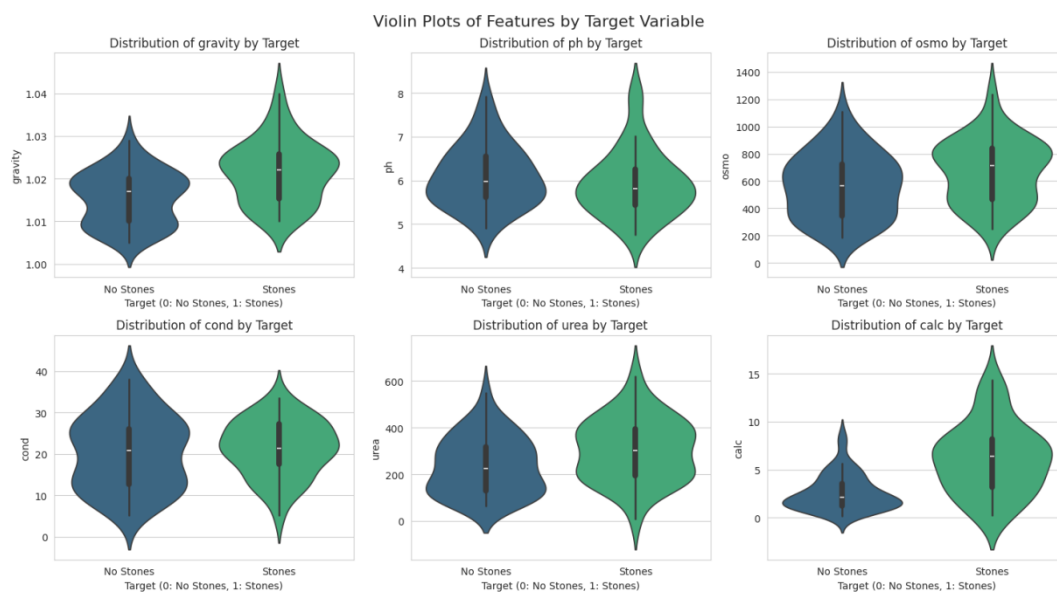 Violin Plots of Features by Target Variable
Distribution of gravity by Target
gravity
1.04
1.03
1.02
1.01
1.00
No Stones
Stones
Target (0: No Stones, 1: Stones)
Distribution of ph by Target
ph
8
7
6
5
4
No Stones
Stones
Target (0: No Stones, 1: Stones)
Distribution of osmo by Target
osmo
1400
1200
1000
800
600
400
200
0
No Stones
Stones
Target (0: No Stones, 1: Stones)
Distribution of cond by Target
cond
40
30
20
10
0
No Stones
Stones
Target (0: No Stones, 1: Stones)
Distribution of urea by Target
urea
600
400
200
0
No Stones
Stones
Target (0: No Stones, 1: Stones)
Distribution of calc by Target
calc
15
10
5
0
No Stones
Stones
Target (0: No Stones, 1: Stones)